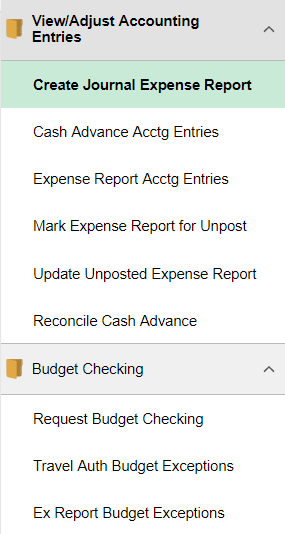 View/Adjust Accounting
Entries
Create Journal Expense Report
Cash Advance Acctg Entries
Expense Report Acctg Entries
Mark Expense Report for Unpost
Update Unposted Expense Report
Reconcile Cash Advance
Budget Checking
Request Budget Checking
Travel Auth Budget Exceptions
Ex Report Budget Exceptions